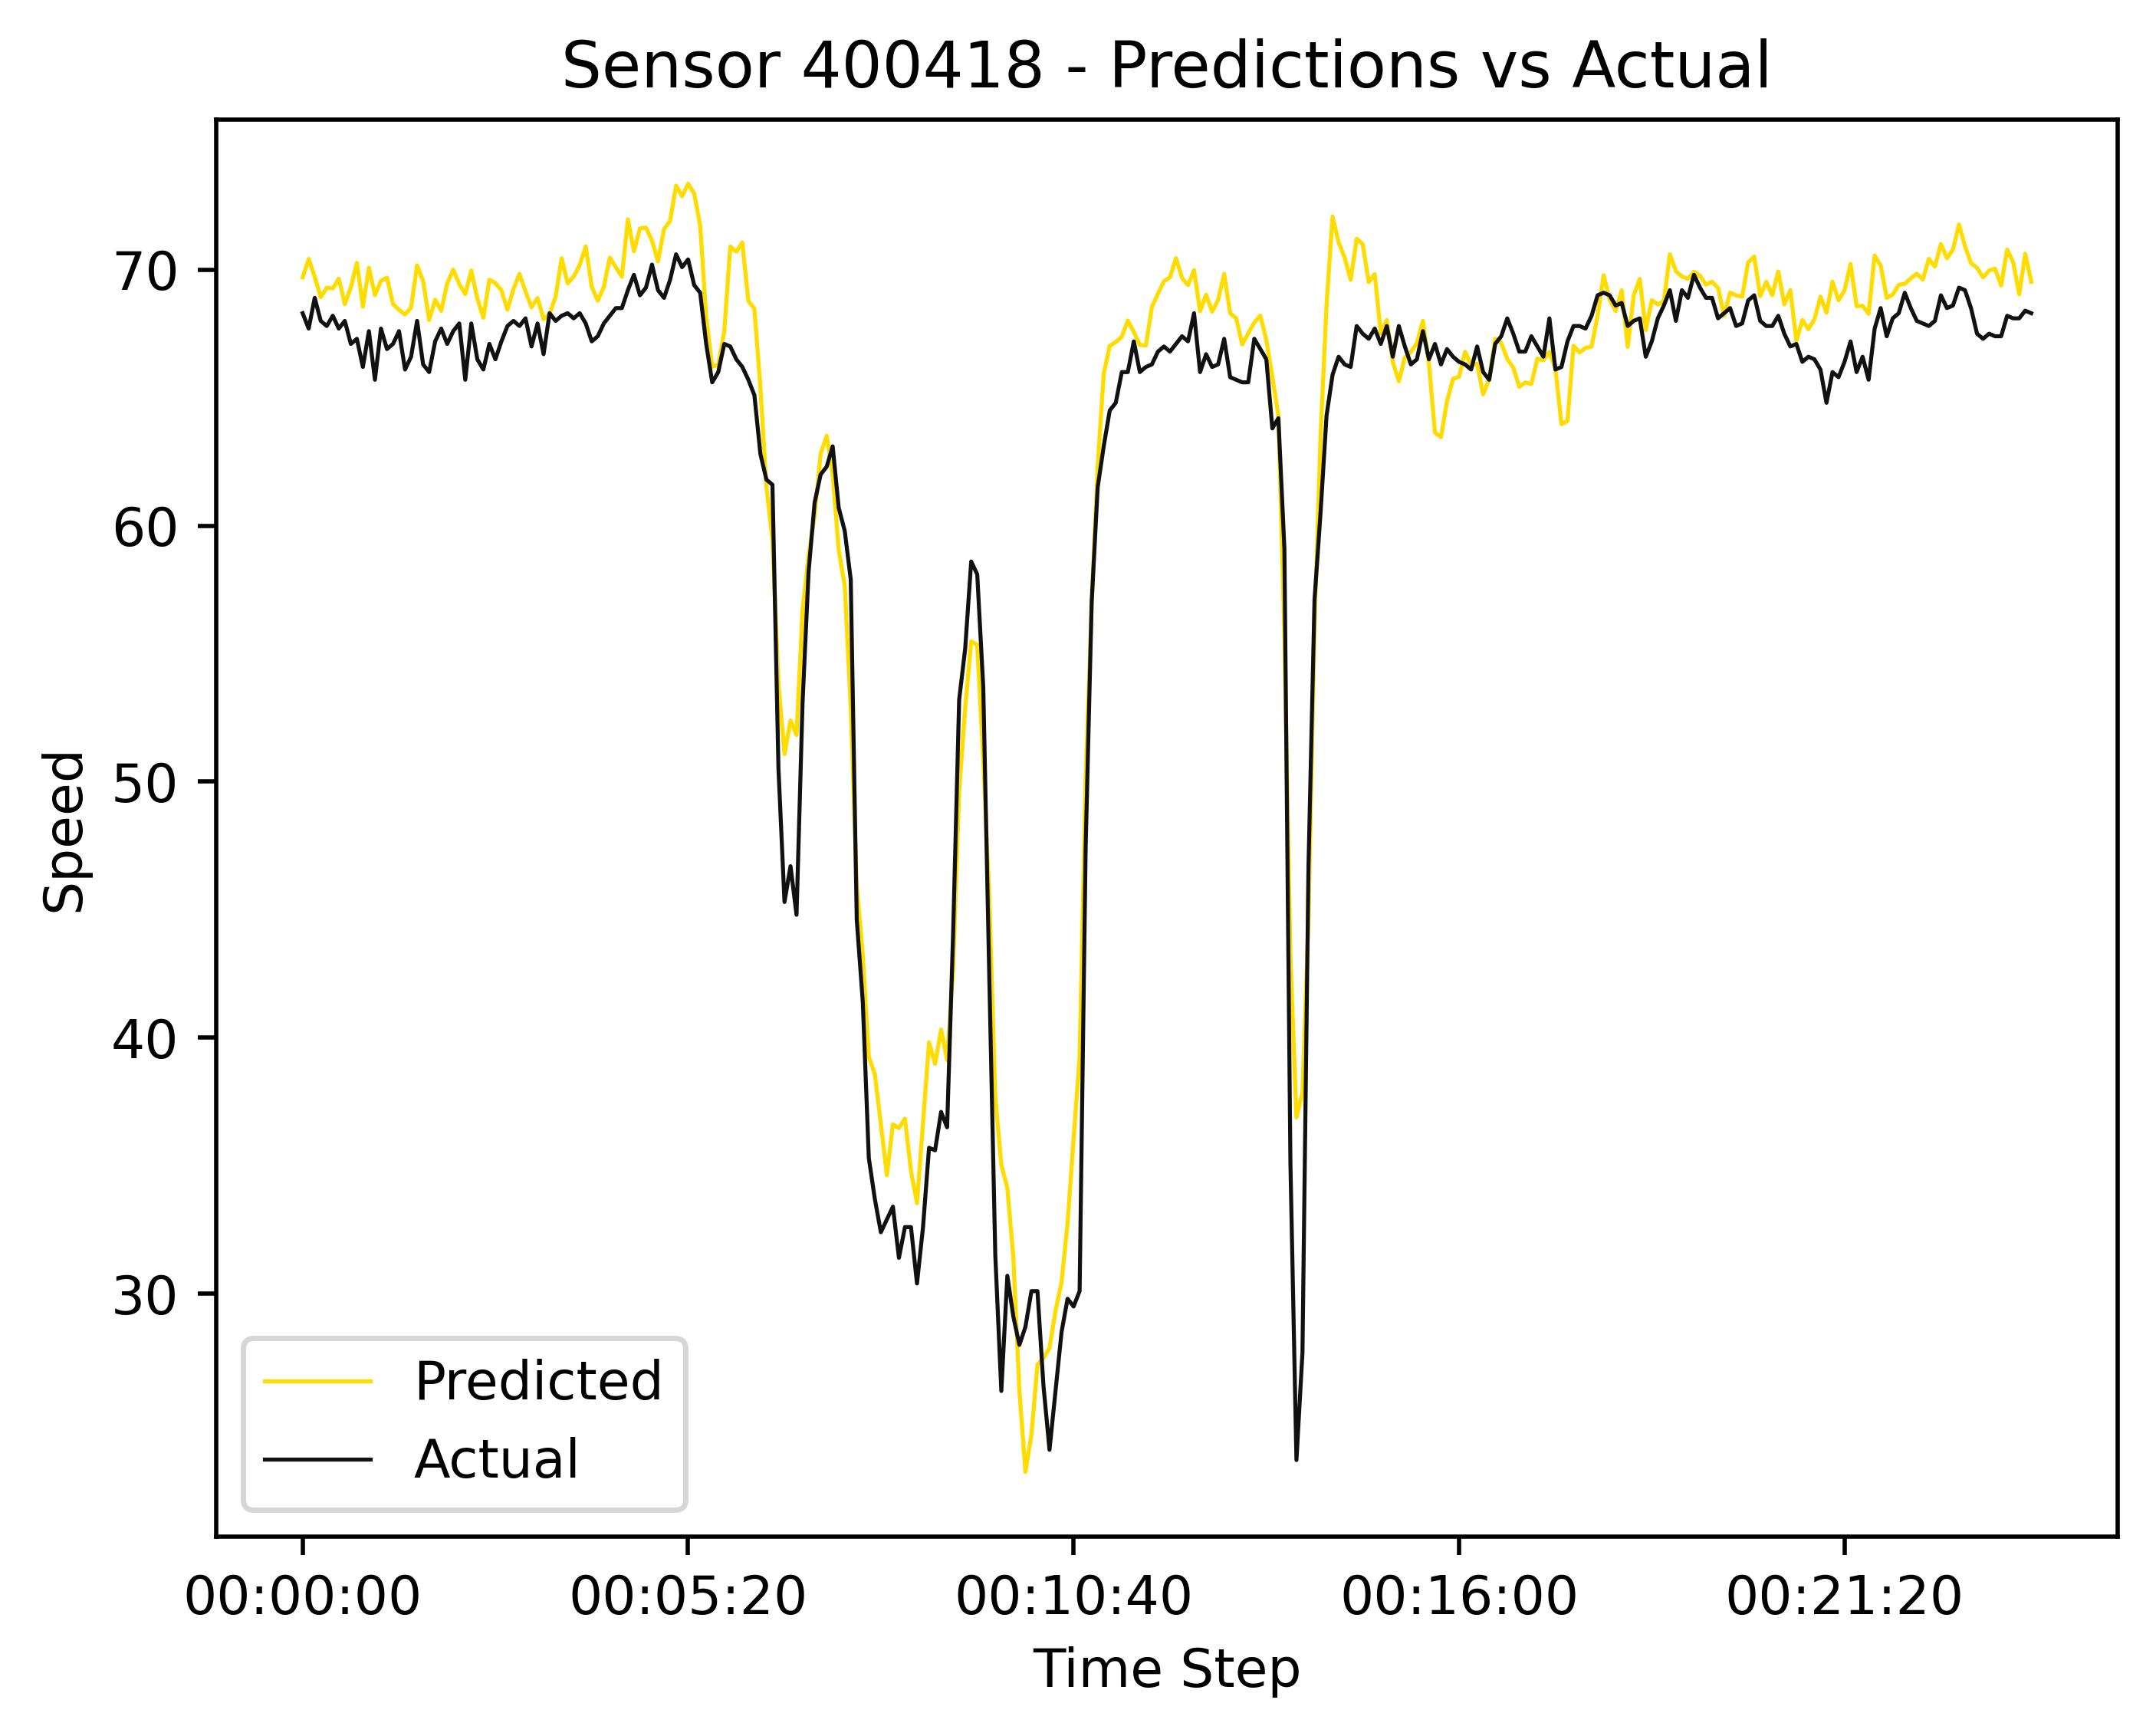 Sensor 400418 - Predictions vs Actual
70
60
50
40
30
Speed
Predicted
Actual
00:00:00 00:05:20 00:10:40 00:16:00 00:21:20
Time Step